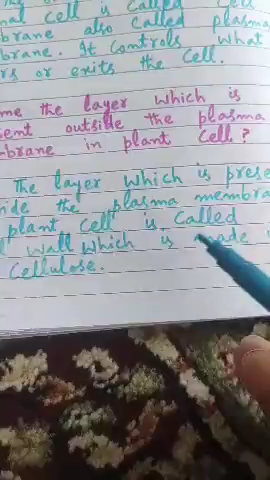 nal cell is called cell
brane also called plasma
brane. It controls what
rs or exits the cell.
me the layer which is
sent outside the plasma
mbrane in plant cell?
The layer which is prese
side the plasma membra
plant cell is called
wall which is made
cellulose.